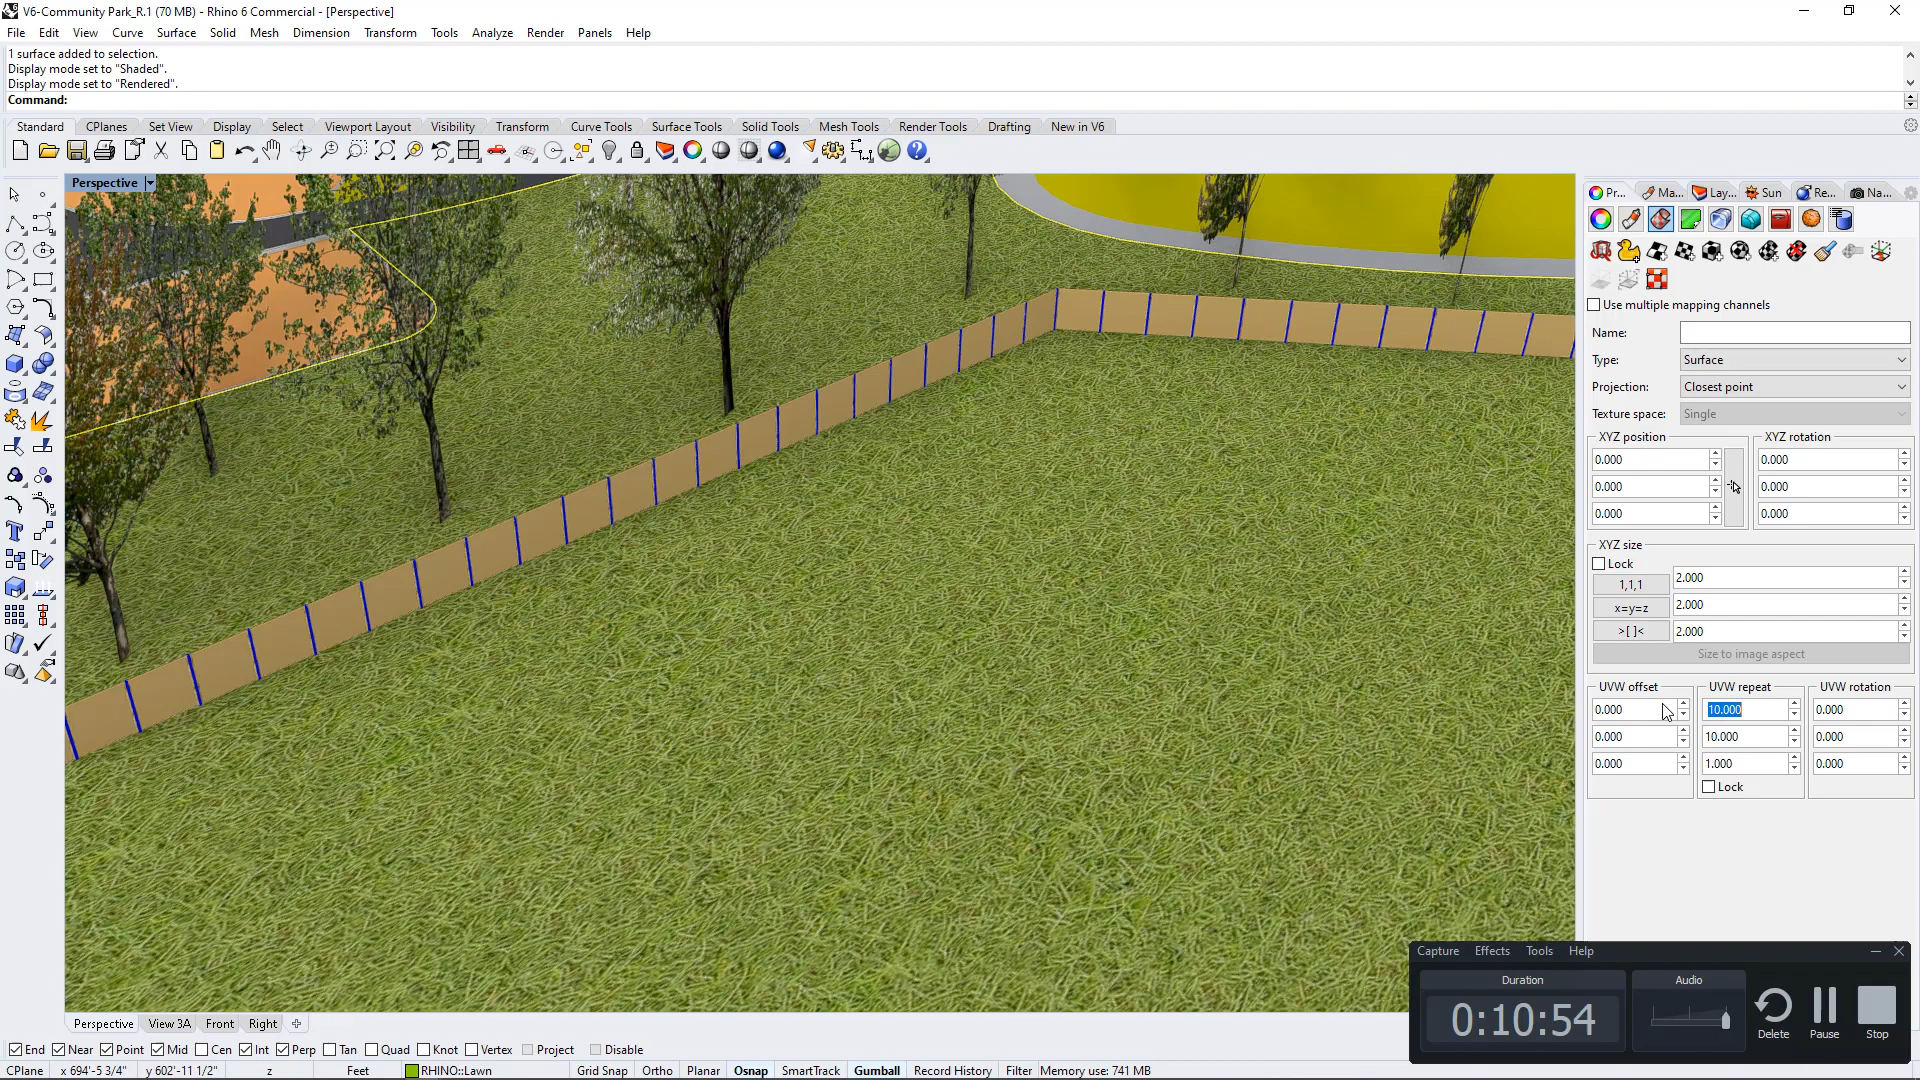 V6-Community Park_R.1 (70 MB) - Rhino 6 Commercial - [Perspective]
File Edit View Curve Surface Solid Mesh Dimension Transform Tools Analyze Render Panels Help
1 surface added to selection.
Display mode set to "Shaded".
Display mode set to "Rendered".
Command:
Standard CPlanes Set View Display Select Viewport Layout Visibility Transform Curve Tools Surface Tools Solid Tools Mesh Tools Render Tools Drafting New in V6
Perspective
Pr... Ma... Lay... Sun Re... Na...
Use multiple mapping channels
Name:
Type: Surface
Projection: Closest point
Texture space: Single
XYZ position XYZ rotation
0.000 0.000
0.000 0.000
0.000 0.000
XYZ size
Lock
1,1,1 2.000
x=y=z 2.000
>[ ]< 2.000
Size to image aspect
UVW offset UVW repeat UVW rotation
0.000 10.000 0.000
0.000 10.000 0.000
0.000 1.000 0.000
Lock
Capture Effects Tools Help
Duration Audio
0:10:54
Delete Pause Stop
Perspective View 3A Front Right
End Near Point Mid Cen Int Perp Tan Quad Knot Vertex Project Disable
CPlane x 694'-5 3/4" y 602'-11 1/2" z Feet RHINO::Lawn Grid Snap Ortho Planar Osnap SmartTrack Gumball Record History Filter Memory use: 741 MB